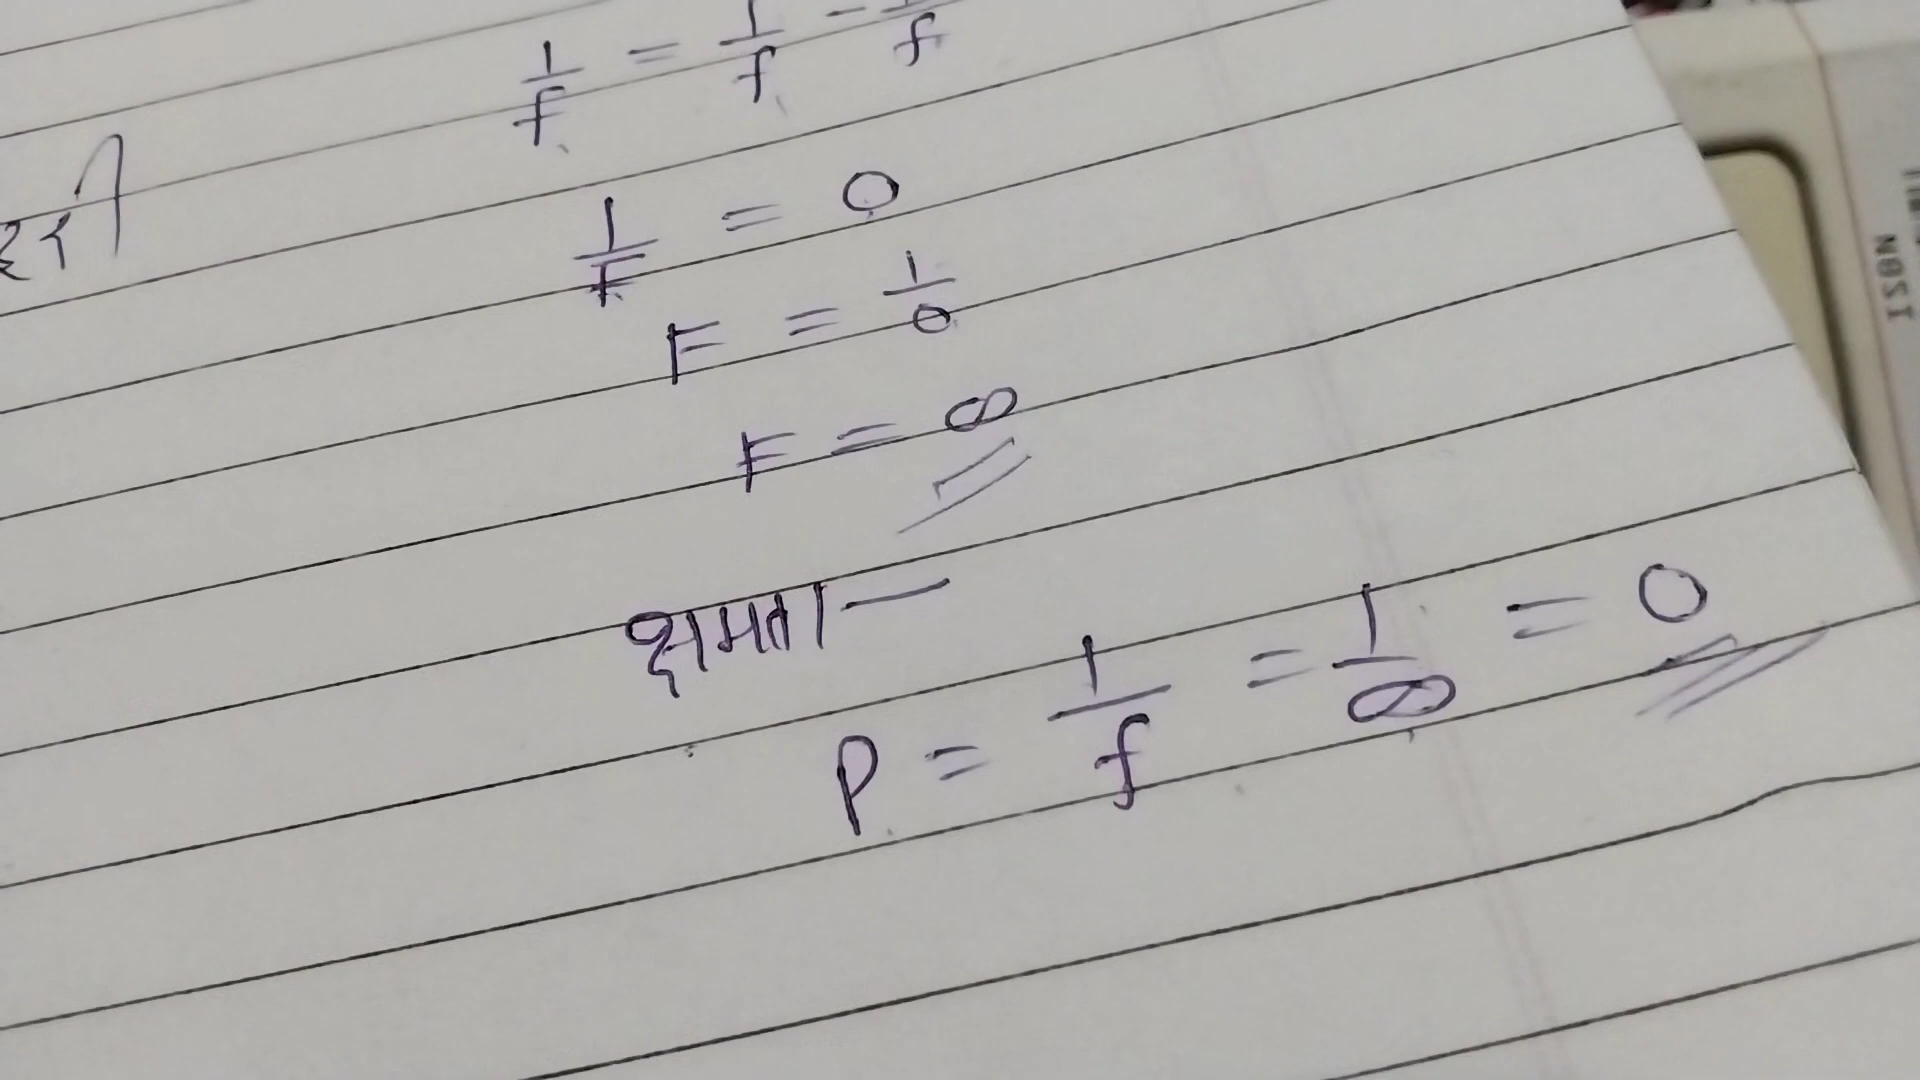 1/F = 1/f - 1/f
1/F = 0
F = 1/0
F = ∞
क्षमता —
P = 1/f = 1/∞ = 0